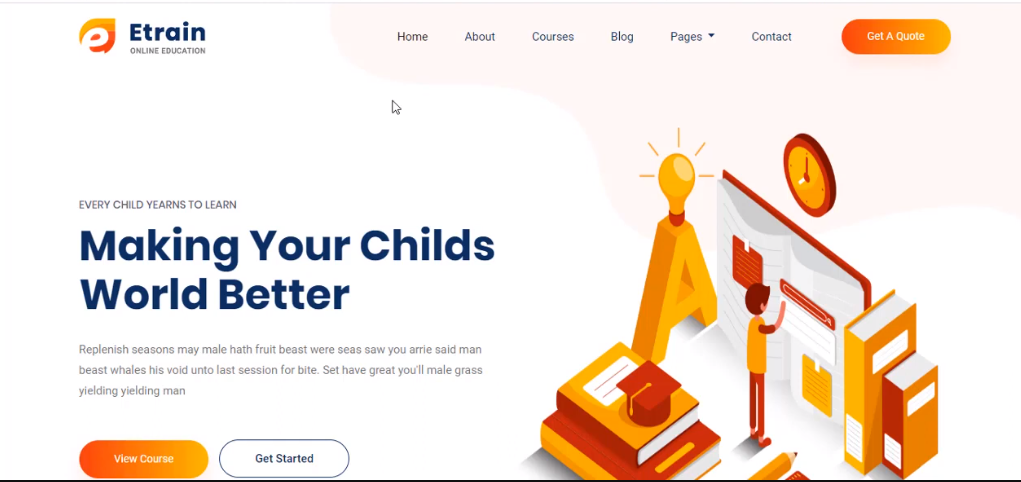 Etrain
ONLINE EDUCATION
Home About Courses Blog Pages Contact Get A Quote
EVERY CHILD YEARNS TO LEARN
Making Your Childs
World Better
Replenish seasons may male hath fruit beast were seas saw you arrie said man
beast whales his void unto last session for bite. Set have great you'll male grass
yielding yielding man
View Course Get Started